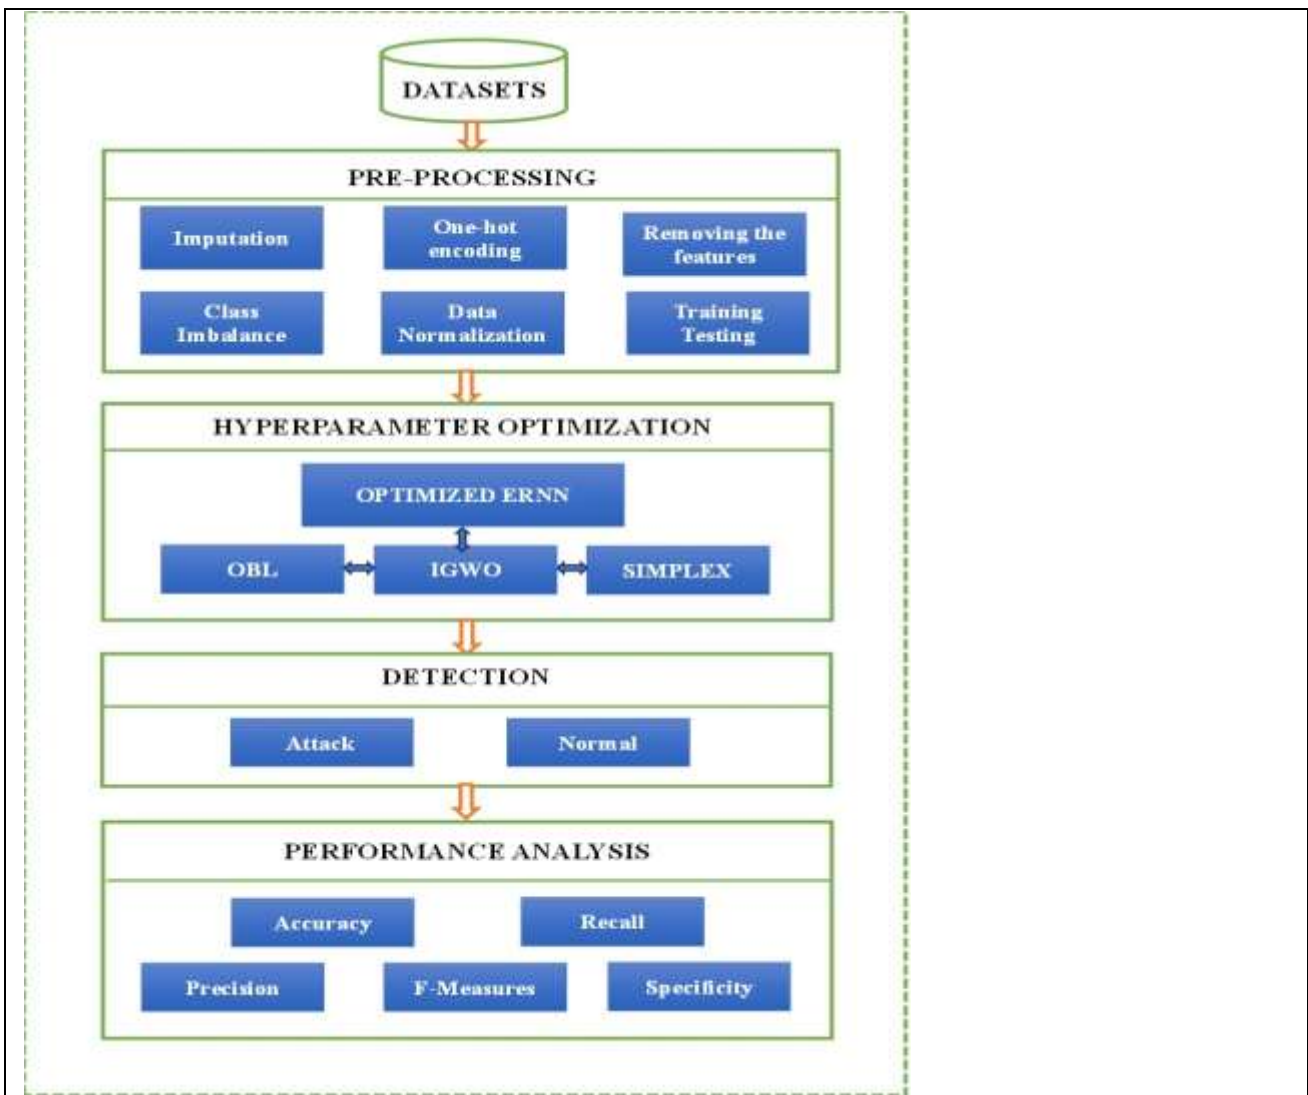 DATASETS
PRE-PROCESSING
Imputation
One-hot
encoding
Removing the
features
Class
Imbalance
Data
Normalization
Training
Testing
HYPERPARAMETER OPTIMIZATION
OPTIMIZED ERNN
OBL
IGWO
SIMPLEX
DETECTION
Attack
Normal
PERFORMANCE ANALYSIS
Accuracy
Recall
Precision
F-Measures
Specificity